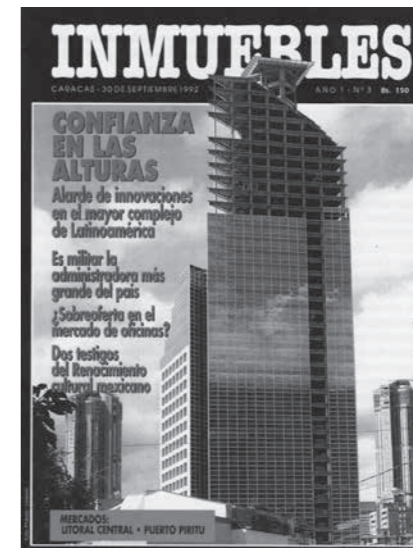 INMUEBLES
CARACAS - 30 DE SEPTIEMBRE 1992 AÑO 1 - Nº 3 Bs. 150
CONFIANZA
EN LAS
ALTURAS
Alarde de innovaciones
en el mayor complejo
de Latinoamérica
Es militar la
administradora más
grande del país
¿Sobreoferta en el
mercado de oficinas?
Dos testigos
del Renacimiento
cultural mexicano
MERCADOS:
LITORAL CENTRAL • PUERTO PIRITU